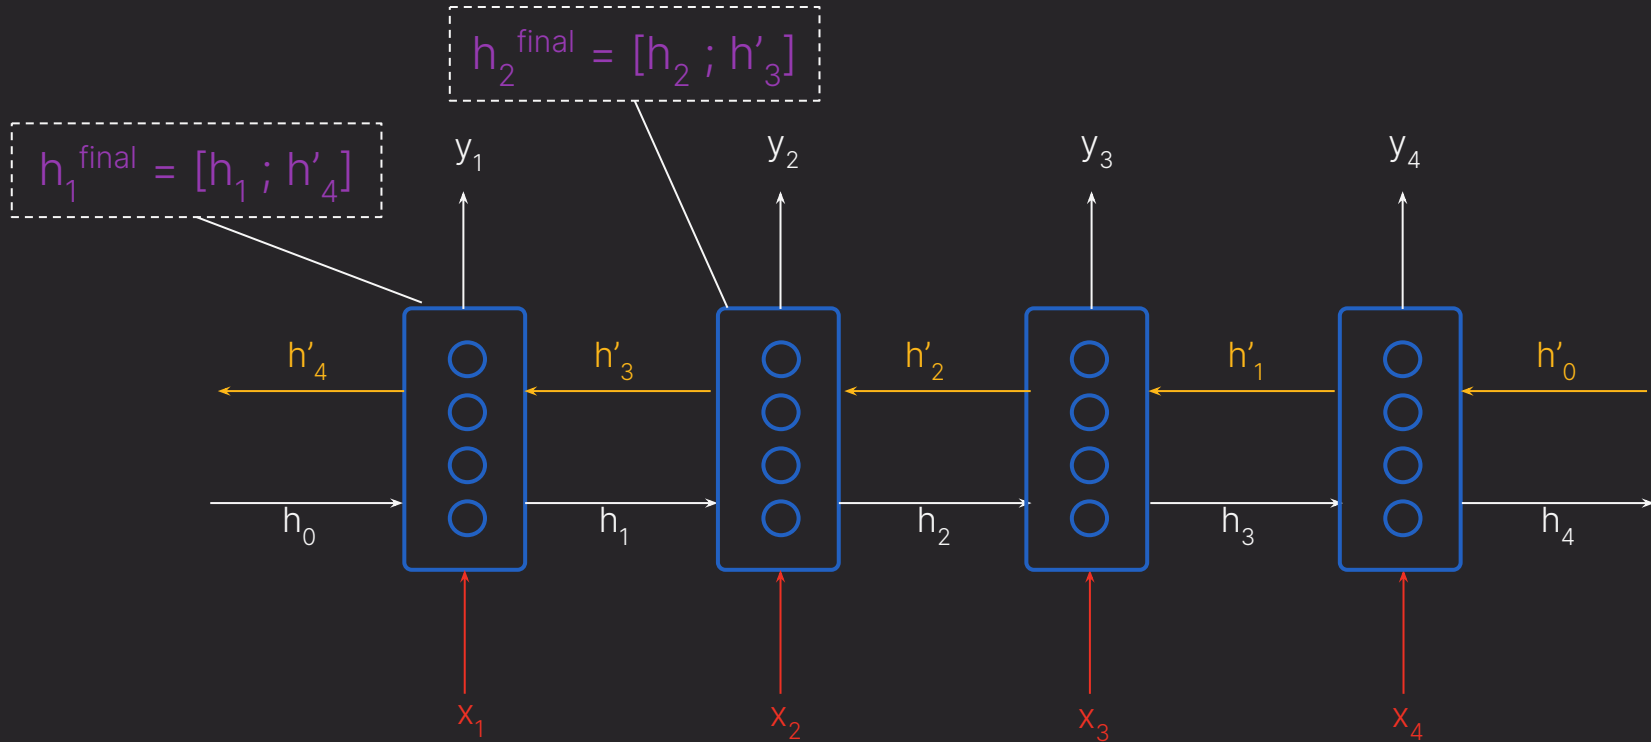 h₂ᶠⁱⁿᵃˡ = [h₂ ; h’₃]
h₁ᶠⁱⁿᵃˡ = [h₁ ; h’₄]
y₁ y₂ y₃ y₄
h’₄ h’₃ h’₂ h’₁ h’₀
h₀ h₁ h₂ h₃ h₄
x₁ x₂ x₃ x₄